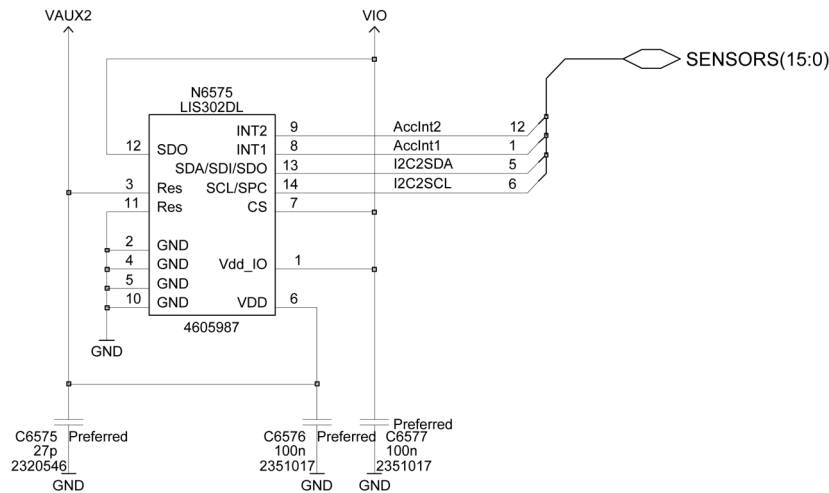 VAUX2
VIO
SENSORS(15:0)
N6575
LIS302DL
INT2 9 AccInt2 12
INT1 8 AccInt1 1
12 SDO
SDA/SDI/SDO 13 I2C2SDA 5
3 Res SCL/SPC 14 I2C2SCL 6
11 Res CS 7
2 GND
4 GND Vdd_IO 1
5 GND
10 GND VDD 6
4605987
GND
C6575 Preferred
27p
2320546
GND
C6576 Preferred
100n
2351017
GND
Preferred
C6577
100n
2351017
GND